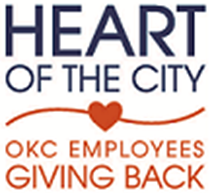 HEART
OF THE CITY
OKC EMPLOYEES
GIVING BACK